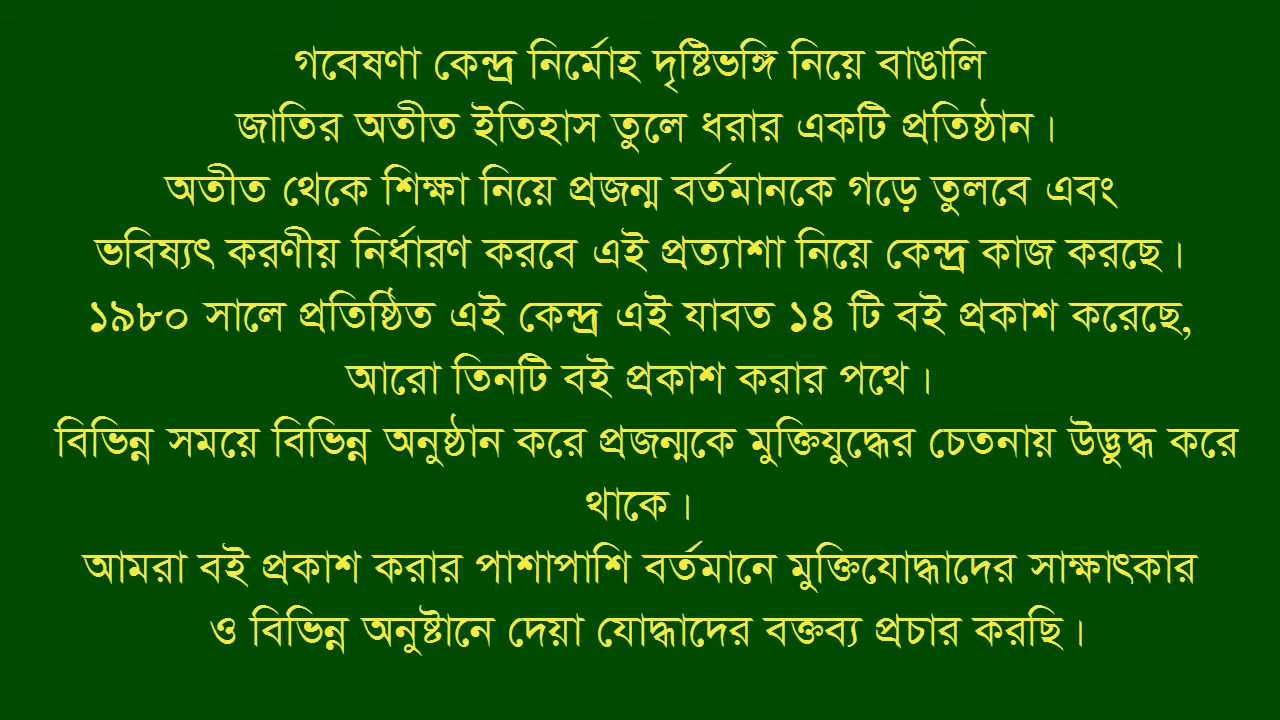 গবেষণা কেন্দ্র নির্মোহ দৃষ্টিভঙ্গি নিয়ে বাঙালি
জাতির অতীত ইতিহাস তুলে ধরার একটি প্রতিষ্ঠান।
অতীত থেকে শিক্ষা নিয়ে প্রজন্ম বর্তমানকে গড়ে তুলবে এবং
ভবিষ্যৎ করণীয় নির্ধারণ করবে এই প্রত্যাশা নিয়ে কেন্দ্র কাজ করছে।
১৯৮০ সালে প্রতিষ্ঠিত এই কেন্দ্র এই যাবত ১৪ টি বই প্রকাশ করেছে,
আরো তিনটি বই প্রকাশ করার পথে।
বিভিন্ন সময়ে বিভিন্ন অনুষ্ঠান করে প্রজন্মকে মুক্তিযুদ্ধের চেতনায় উদ্ভুদ্ধ করে
থাকে।
আমরা বই প্রকাশ করার পাশাপাশি বর্তমানে মুক্তিযোদ্ধাদের সাক্ষাৎকার
ও বিভিন্ন অনুষ্টানে দেয়া যোদ্ধাদের বক্তব্য প্রচার করছি।